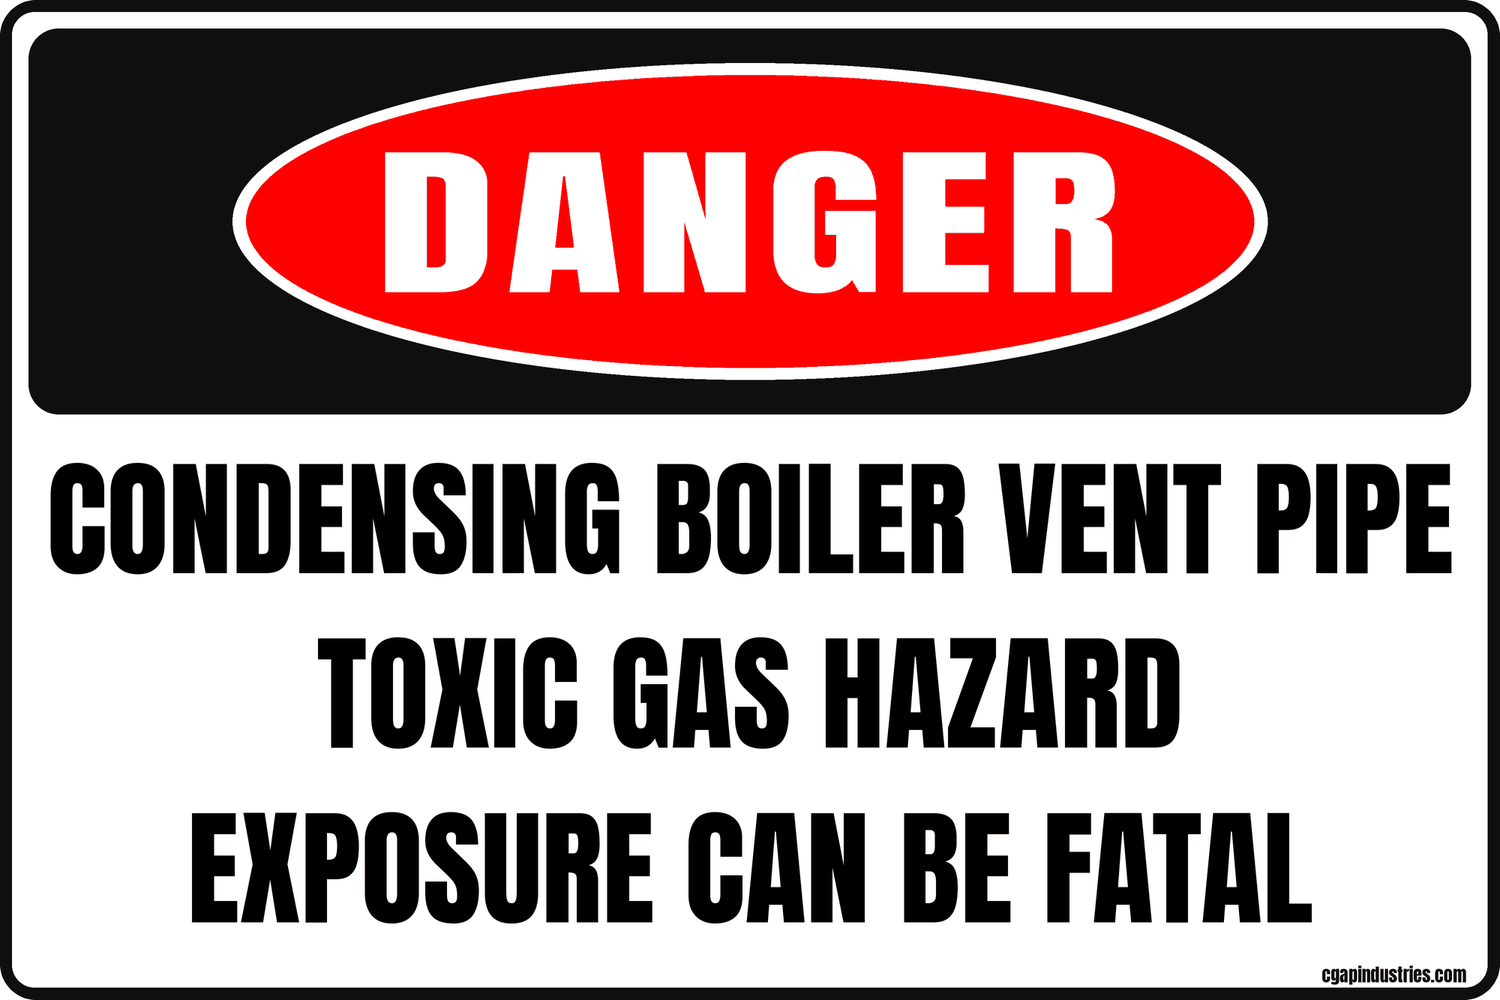 DANGER
CONDENSING BOILER VENT PIPE
TOXIC GAS HAZARD
EXPOSURE CAN BE FATAL
cgapindustries.com